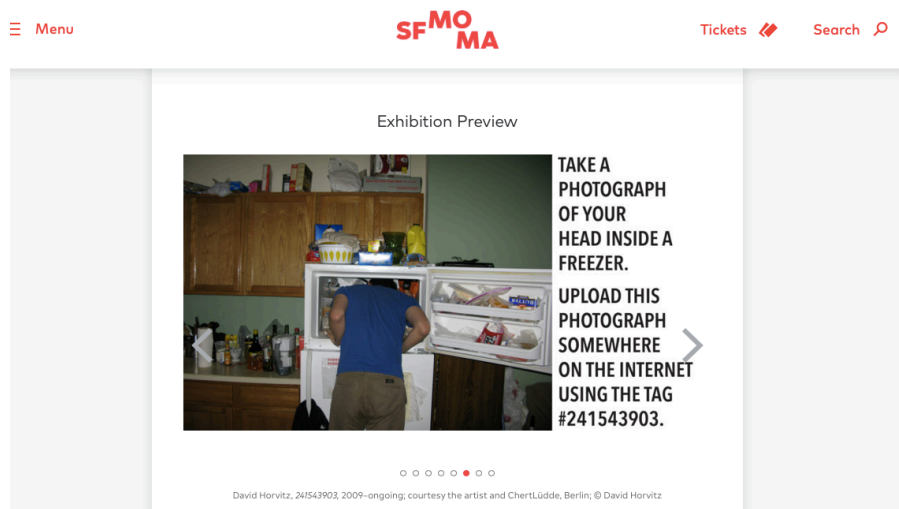 Menu
SF MO
MA
Tickets
Search
Exhibition Preview
TAKE A
PHOTOGRAPH
OF YOUR
HEAD INSIDE A
FREEZER.
UPLOAD THIS
PHOTOGRAPH
SOMEWHERE
ON THE INTERNET
USING THE TAG
#241543903.
David Horvitz, 241543903, 2009–ongoing; courtesy the artist and ChertLüdde, Berlin; © David Horvitz